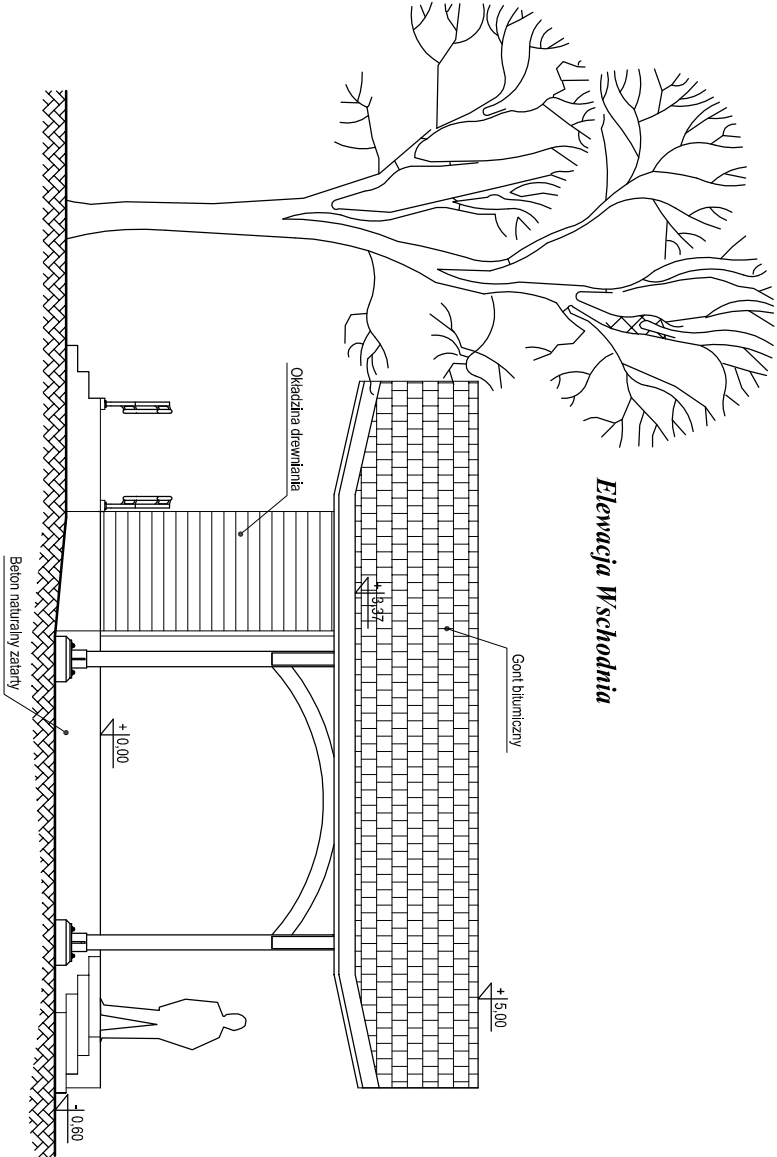 Elewacja Wschodnia
Gont bitumiczny
+ 5,00
+ 3,37
Okładzina drewniania
+ 0,00
- 0,60
Beton naturalny zatarty